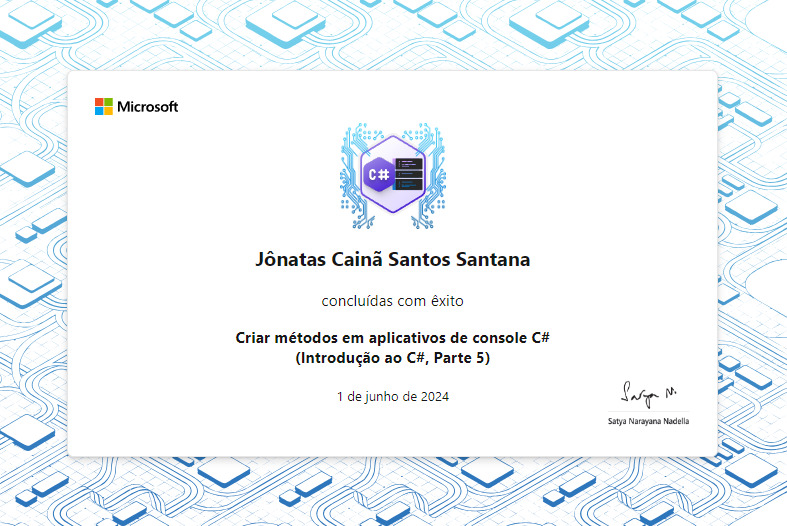 Microsoft
C#
Jônatas Cainã Santos Santana
concluídas com êxito
Criar métodos em aplicativos de console C#
(Introdução ao C#, Parte 5)
1 de junho de 2024
Satya N.
Satya Narayana Nadella